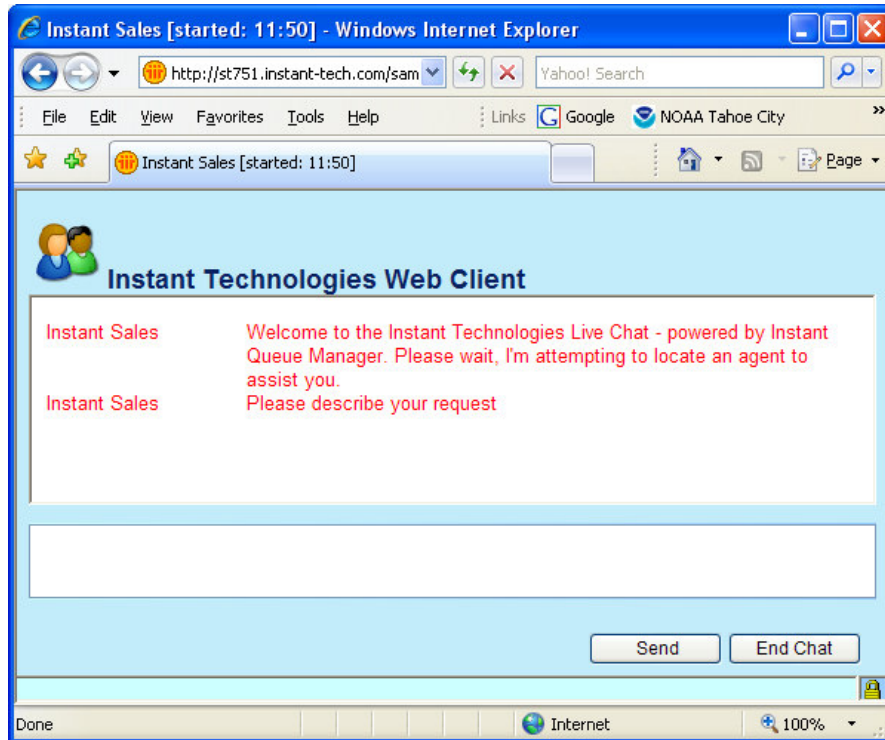 Instant Sales [started: 11:50] - Windows Internet Explorer
http://st751.instant-tech.com/sam
Yahoo! Search
File Edit View Favorites Tools Help Links Google NOAA Tahoe City »
Instant Sales [started: 11:50] Page
Instant Technologies Web Client
Instant Sales Welcome to the Instant Technologies Live Chat - powered by Instant
Queue Manager. Please wait, I'm attempting to locate an agent to
assist you.
Instant Sales Please describe your request
Send End Chat
Done Internet 100%